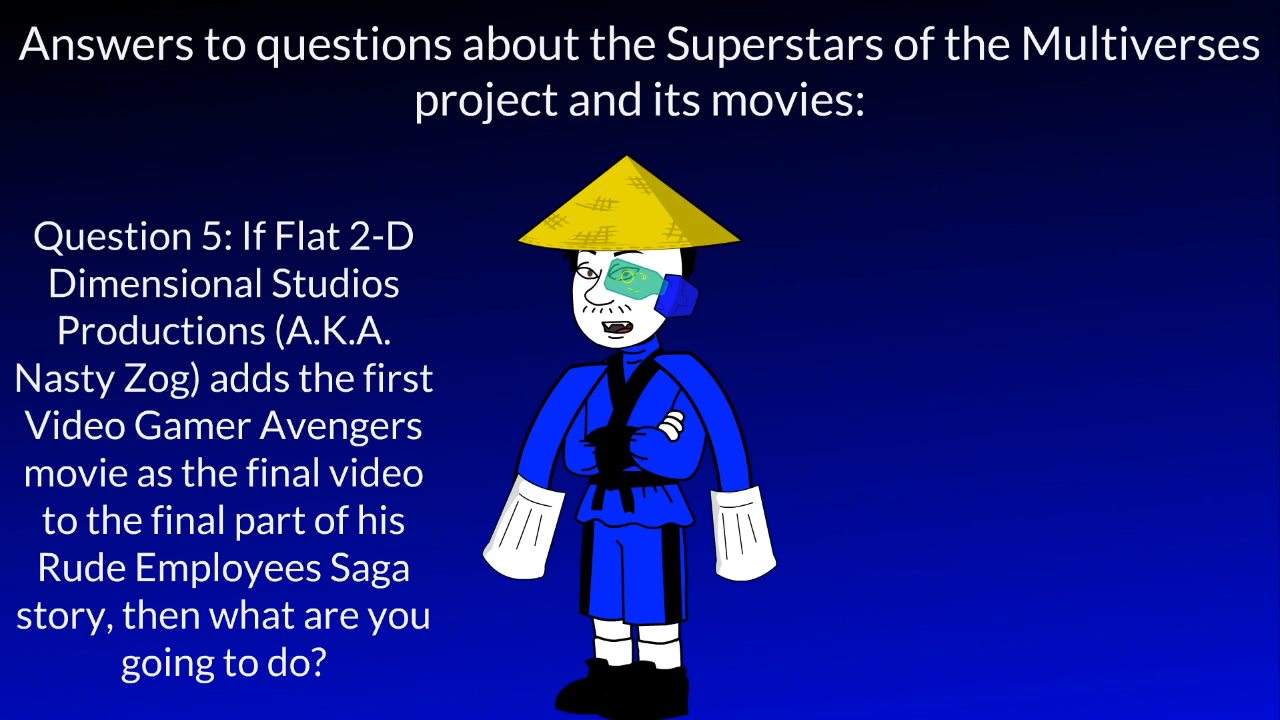 Answers to questions about the Superstars of the Multiverses
project and its movies:
Question 5: If Flat 2-D
Dimensional Studios
Productions (A.K.A.
Nasty Zog) adds the first
Video Gamer Avengers
movie as the final video
to the final part of his
Rude Employees Saga
story, then what are you
going to do?